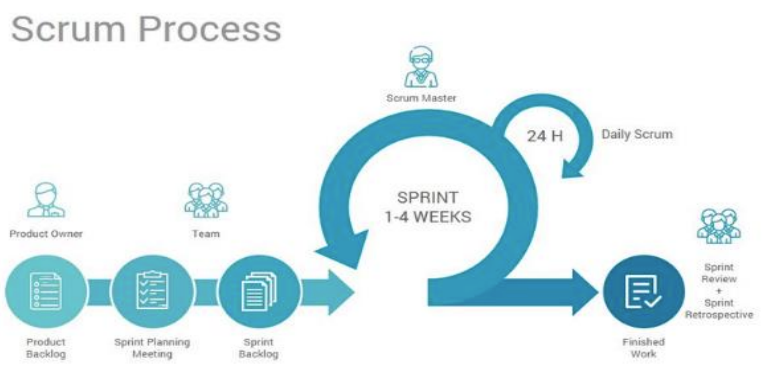 Scrum Process
Scrum Master
24 H
Daily Scrum
SPRINT
1-4 WEEKS
Product Owner
Team
Product
Backlog
Sprint Planning
Meeting
Sprint
Backlog
Finished
Work
Sprint
Review
+
Sprint
Retrospective